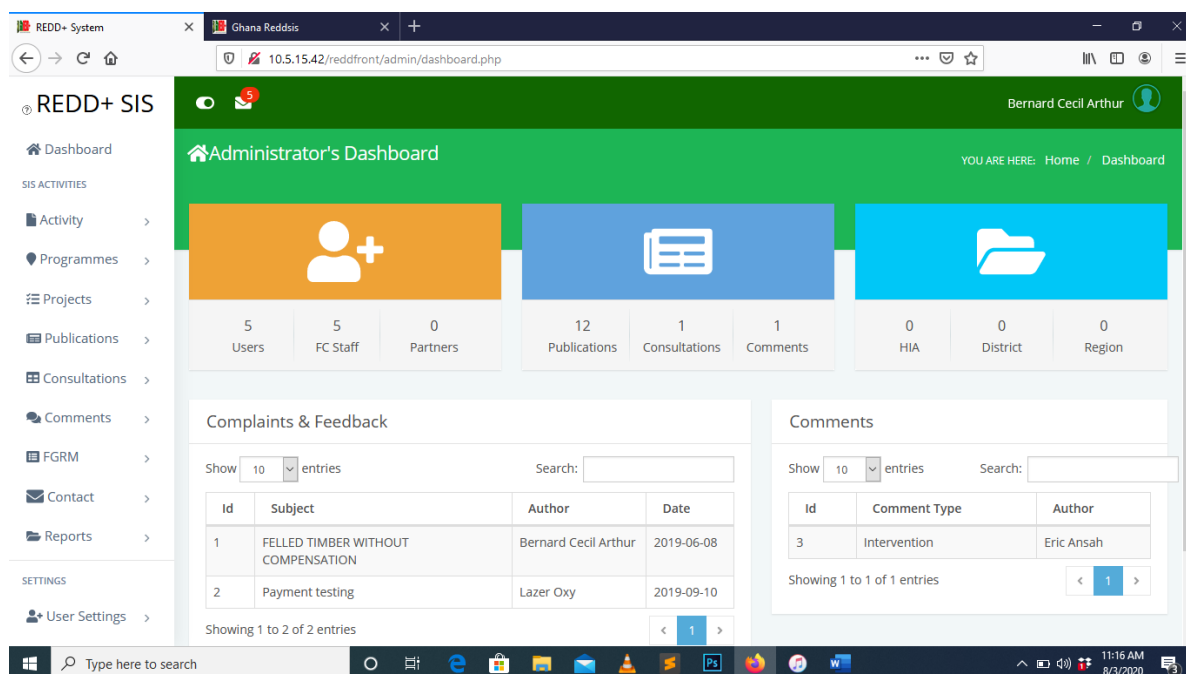 REDD+ System
Ghana Reddsis
10.5.15.42/reddfront/admin/dashboard.php
REDD+ SIS
5
Bernard Cecil Arthur
Dashboard
Administrator's Dashboard
YOU ARE HERE: Home / Dashboard
SIS ACTIVITIES
Activity
Programmes
Projects
Publications
Consultations
Comments
FGRM
Contact
Reports
SETTINGS
User Settings
5 5 0
Users FC Staff Partners
12 1 1
Publications Consultations Comments
0 0 0
HIA District Region
Complaints & Feedback
Show 10 entries Search:
Id Subject Author Date
1 FELLED TIMBER WITHOUT COMPENSATION Bernard Cecil Arthur 2019-06-08
2 Payment testing Lazer Oxy 2019-09-10
Showing 1 to 2 of 2 entries
< 1 >
Comments
Show 10 entries Search:
Id Comment Type Author
3 Intervention Eric Ansah
Showing 1 to 1 of 1 entries
< 1 >
Type here to search
Ps
W
11:16 AM
8/3/2020
3